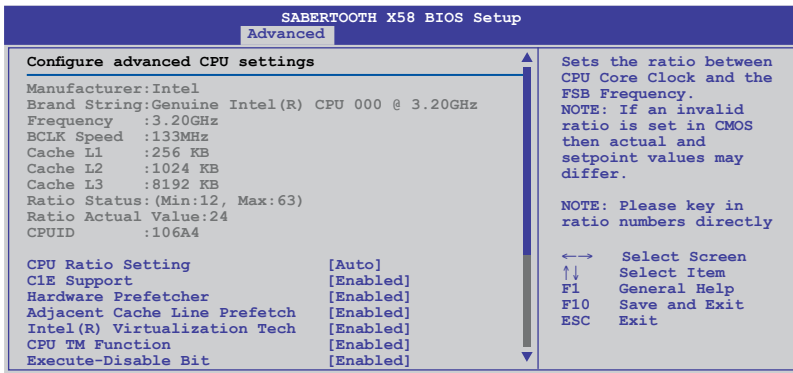 SABERTOOTH X58 BIOS Setup
Advanced
Configure advanced CPU settings
Manufacturer:Intel
Brand String:Genuine Intel(R) CPU 000 @ 3.20GHz
Frequency :3.20GHz
BCLK Speed :133MHz
Cache L1 :256 KB
Cache L2 :1024 KB
Cache L3 :8192 KB
Ratio Status:(Min:12, Max:63)
Ratio Actual Value:24
CPUID :106A4
CPU Ratio Setting [Auto]
C1E Support [Enabled]
Hardware Prefetcher [Enabled]
Adjacent Cache Line Prefetch [Enabled]
Intel(R) Virtualization Tech [Enabled]
CPU TM Function [Enabled]
Execute-Disable Bit [Enabled]
Sets the ratio between
CPU Core Clock and the
FSB Frequency.
NOTE: If an invalid
ratio is set in CMOS
then actual and
setpoint values may
differ.
NOTE: Please key in
ratio numbers directly
←→ Select Screen
↑↓ Select Item
F1 General Help
F10 Save and Exit
ESC Exit